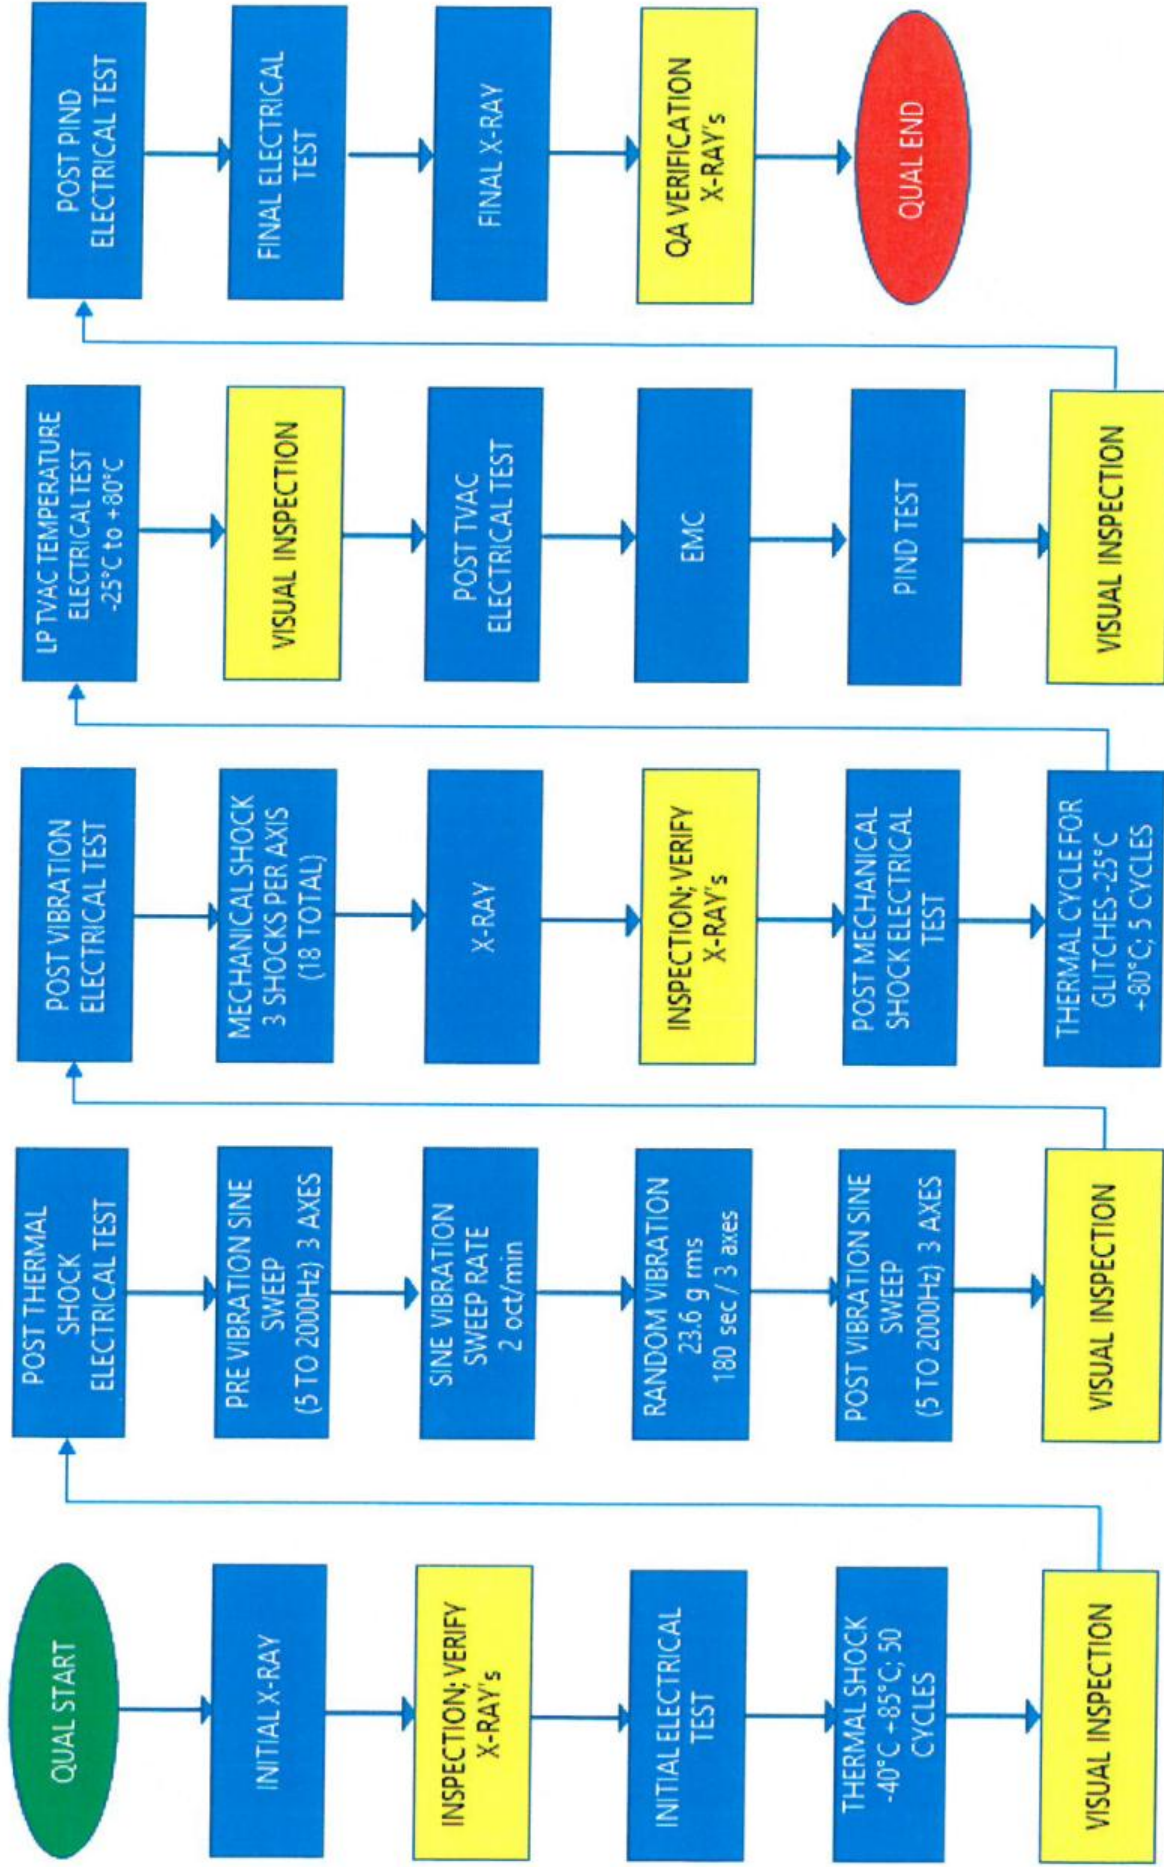 QUAL START
INITIAL X-RAY
INSPECTION; VERIFY
X-RAY's
INITIAL ELECTRICAL
TEST
THERMAL SHOCK
-40°C +85°C; 50
CYCLES
VISUAL INSPECTION
POST THERMAL
SHOCK
ELECTRICAL TEST
PRE VIBRATION SINE
SWEEP
(5 TO 2000Hz) 3 AXES
SINE VIBRATION
SWEEP RATE
2 oct/min
RANDOM VIBRATION
23.6 g rms
180 sec / 3 axes
POST VIBRATION SINE
SWEEP
(5 TO 2000Hz) 3 AXES
VISUAL INSPECTION
POST VIBRATION
ELECTRICAL TEST
MECHANICAL SHOCK
3 SHOCKS PER AXIS
(18 TOTAL)
X-RAY
INSPECTION; VERIFY
X-RAY's
POST MECHANICAL
SHOCK ELECTRICAL
TEST
THERMAL CYCLE FOR
GLITCHES -25°C
+80°C; 5 CYCLES
LP TVAC TEMPERATURE
ELECTRICAL TEST
-25°C to +80°C
VISUAL INSPECTION
POST TVAC
ELECTRICAL TEST
EMC
PIND TEST
VISUAL INSPECTION
POST PIND
ELECTRICAL TEST
FINAL ELECTRICAL
TEST
FINAL X-RAY
QA VERIFICATION
X-RAY's
QUAL END